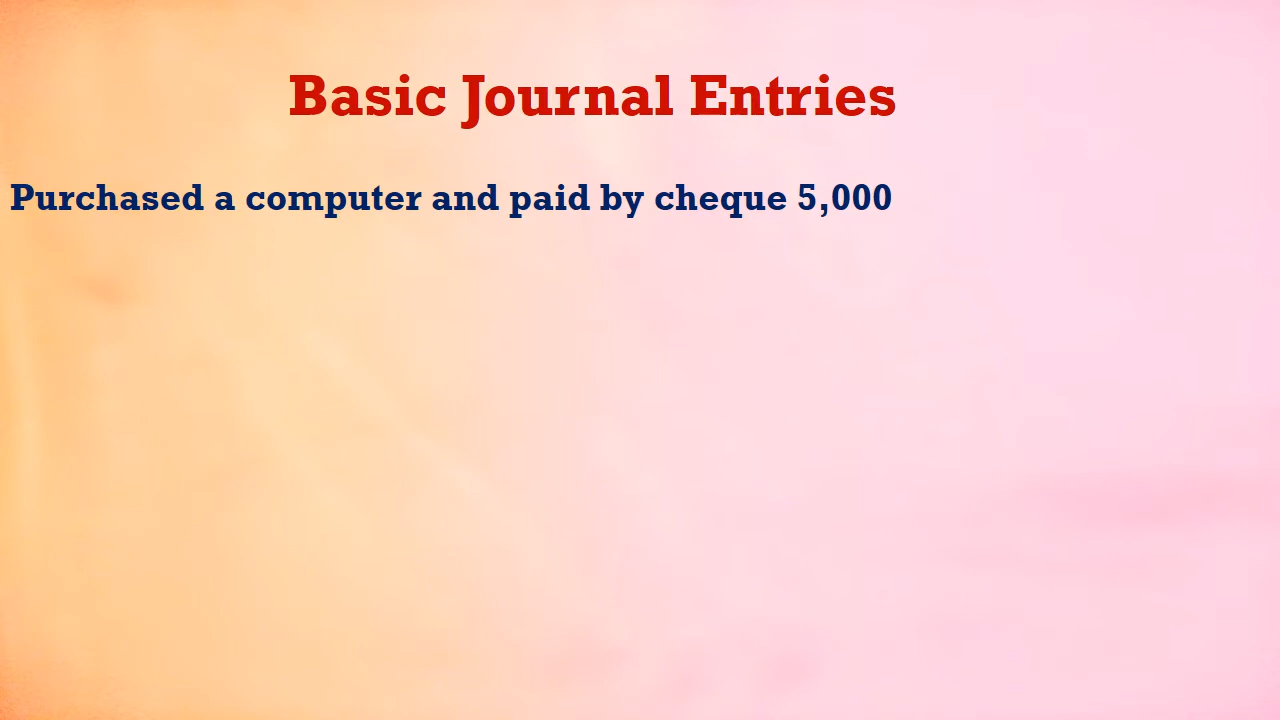 Basic Journal Entries
Purchased a computer and paid by cheque 5,000